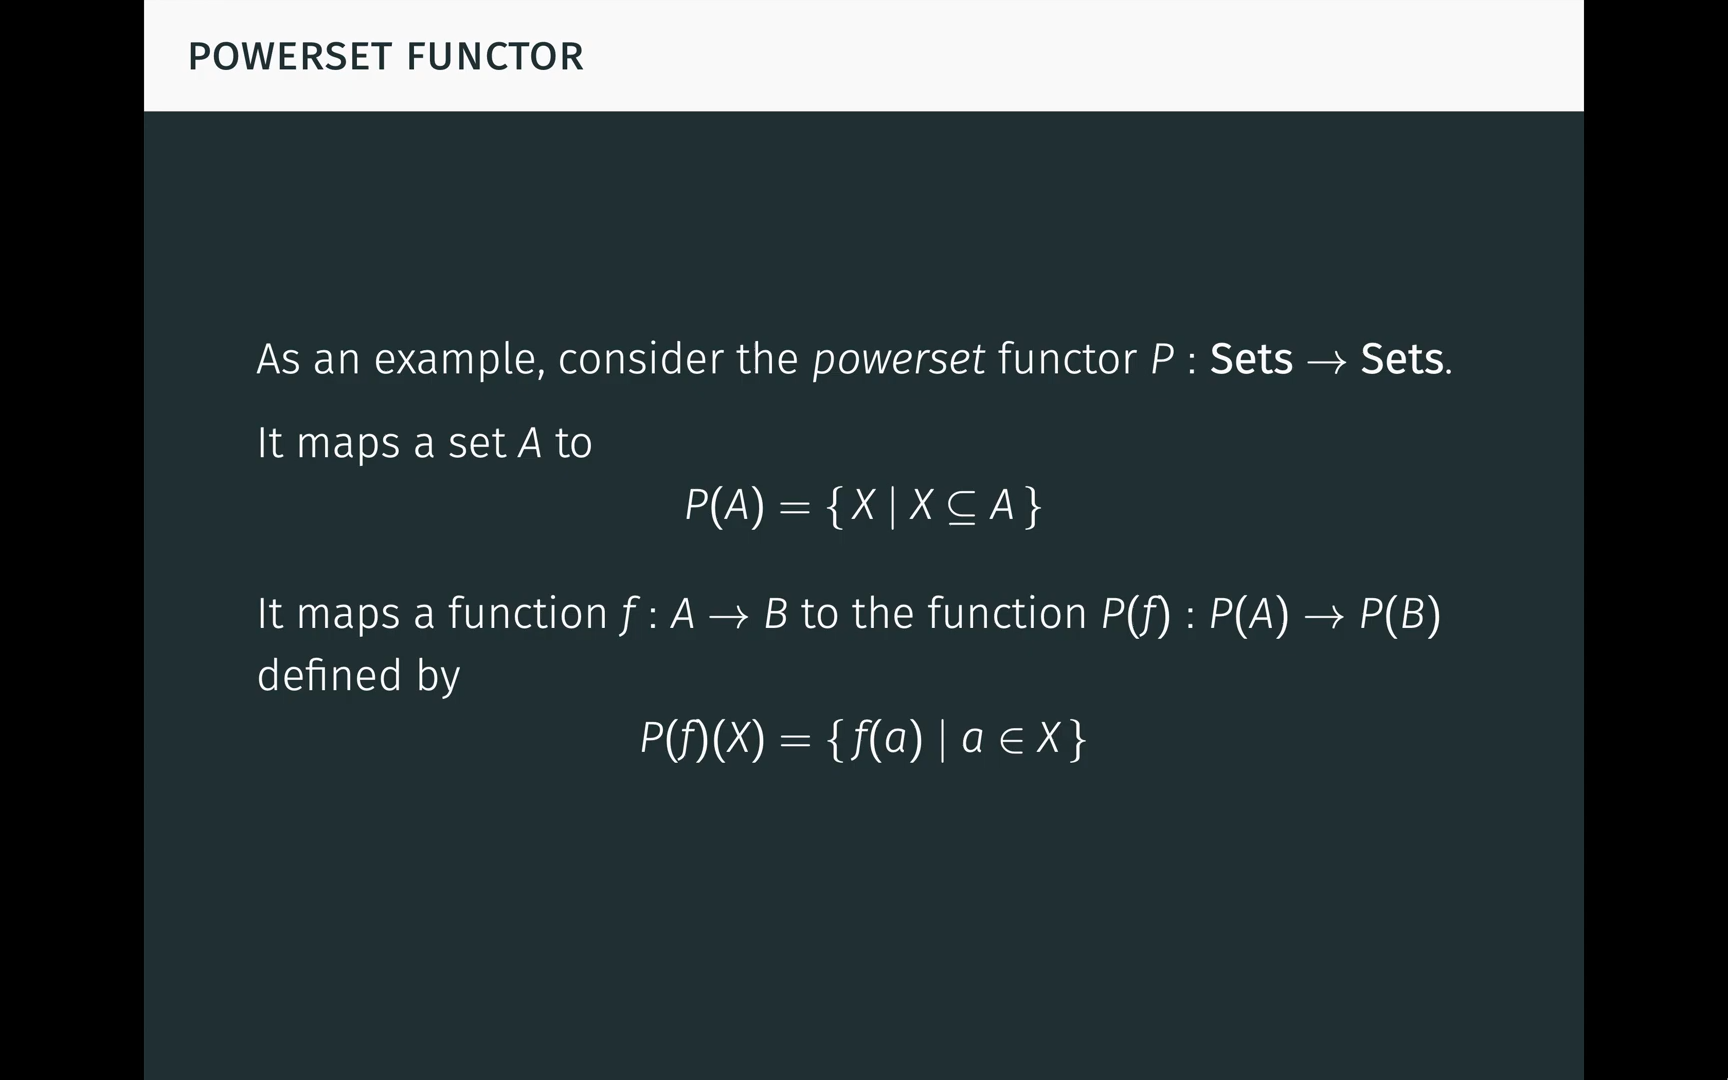 POWERSET FUNCTOR
As an example, consider the powerset functor P : Sets → Sets.
It maps a set A to
P(A) = { X | X ⊆ A }
It maps a function f : A → B to the function P(f) : P(A) → P(B)
defined by
P(f)(X) = { f(a) | a ∈ X }